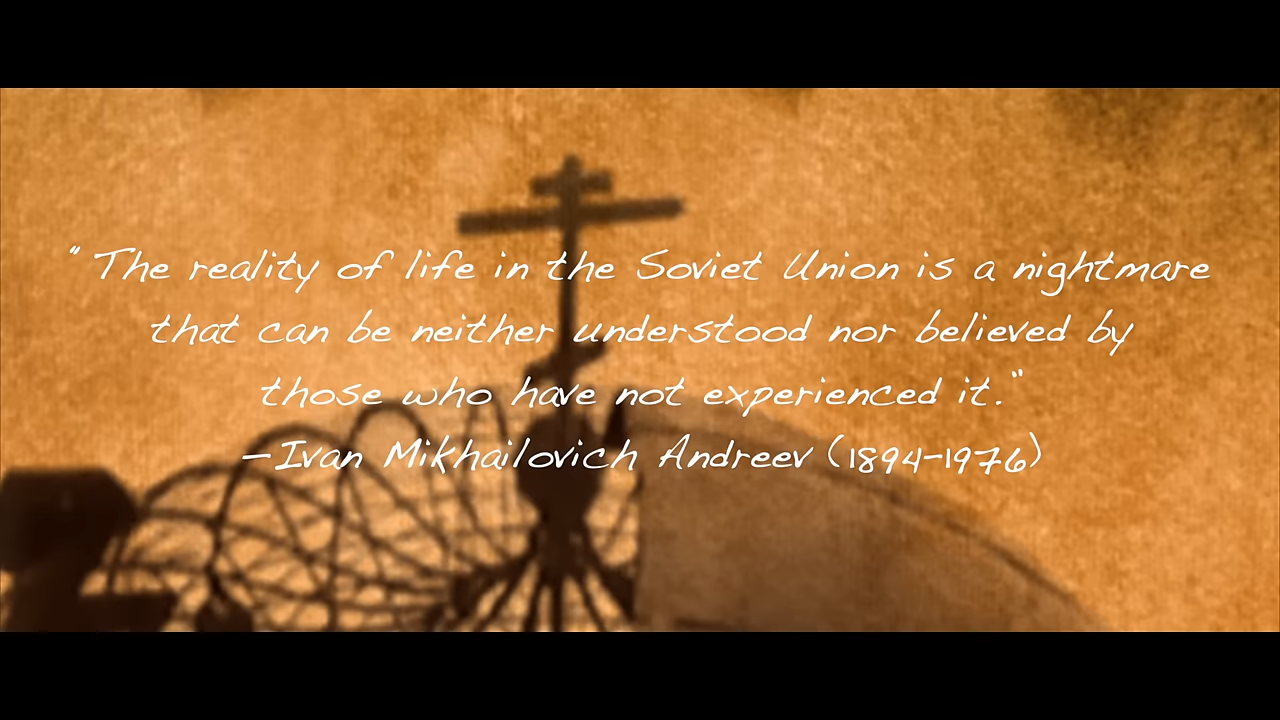 "The reality of life in the Soviet Union is a nightmare
that can be neither understood nor believed by
those who have not experienced it."
—Ivan Mikhailovich Andreev (1894-1976)